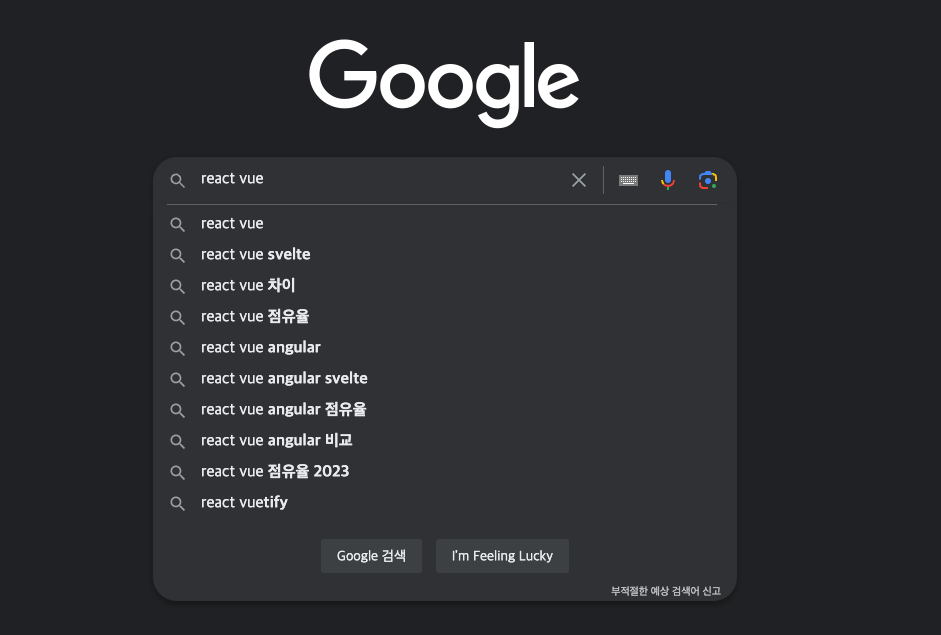 Google
react vue
react vue
react vue svelte
react vue 차이
react vue 점유율
react vue angular
react vue angular svelte
react vue angular 점유율
react vue angular 비교
react vue 점유율 2023
react vuetify
Google 검색 I'm Feeling Lucky
부적절한 예상 검색어 신고